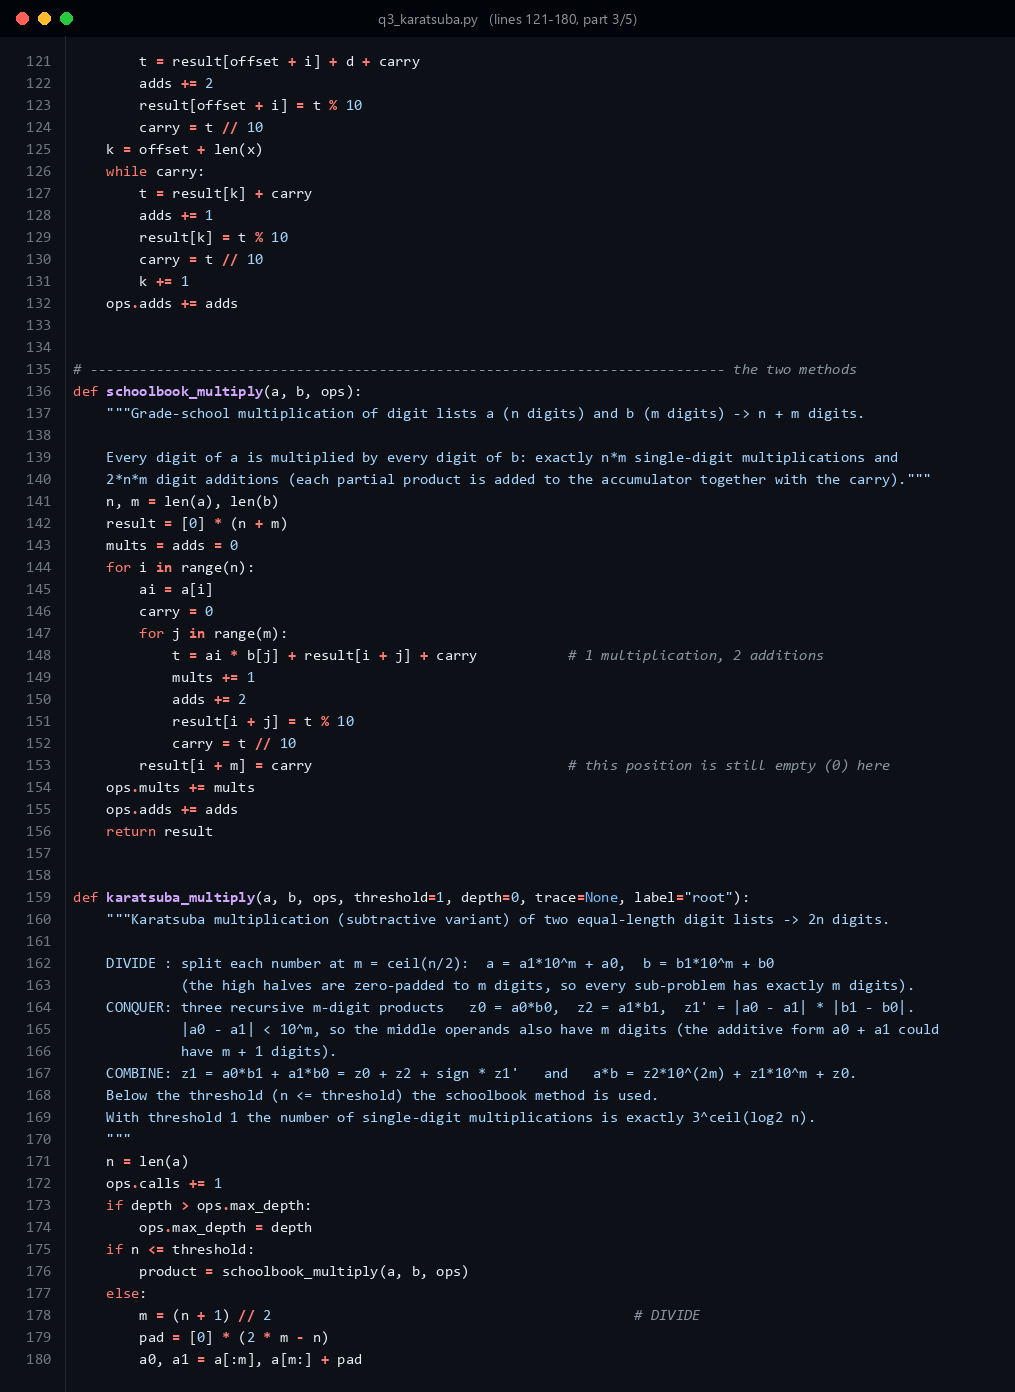 q3_karatsuba.py   (lines 121-180, part 3/5)
121         t = result[offset + i] + d + carry
122         adds += 2
123         result[offset + i] = t % 10
124         carry = t // 10
125     k = offset + len(x)
126     while carry:
127         t = result[k] + carry
128         adds += 1
129         result[k] = t % 10
130         carry = t // 10
131         k += 1
132     ops.adds += adds
133
134
135 # ----------------------------------------------------------------------------- the two methods
136 def schoolbook_multiply(a, b, ops):
137     """Grade-school multiplication of digit lists a (n digits) and b (m digits) -> n + m digits.
138
139     Every digit of a is multiplied by every digit of b: exactly n*m single-digit multiplications and
140     2*n*m digit additions (each partial product is added to the accumulator together with the carry)."""
141     n, m = len(a), len(b)
142     result = [0] * (n + m)
143     mults = adds = 0
144     for i in range(n):
145         ai = a[i]
146         carry = 0
147         for j in range(m):
148             t = ai * b[j] + result[i + j] + carry           # 1 multiplication, 2 additions
149             mults += 1
150             adds += 2
151             result[i + j] = t % 10
152             carry = t // 10
153         result[i + m] = carry                               # this position is still empty (0) here
154     ops.mults += mults
155     ops.adds += adds
156     return result
157
158
159 def karatsuba_multiply(a, b, ops, threshold=1, depth=0, trace=None, label="root"):
160     """Karatsuba multiplication (subtractive variant) of two equal-length digit lists -> 2n digits.
161
162     DIVIDE : split each number at m = ceil(n/2):  a = a1*10^m + a0,  b = b1*10^m + b0
163              (the high halves are zero-padded to m digits, so every sub-problem has exactly m digits).
164     CONQUER: three recursive m-digit products   z0 = a0*b0,  z2 = a1*b1,  z1' = |a0 - a1| * |b1 - b0|.
165              |a0 - a1| < 10^m, so the middle operands also have m digits (the additive form a0 + a1 could
166              have m + 1 digits).
167     COMBINE: z1 = a0*b1 + a1*b0 = z0 + z2 + sign * z1'   and   a*b = z2*10^(2m) + z1*10^m + z0.
168     Below the threshold (n <= threshold) the schoolbook method is used.
169     With threshold 1 the number of single-digit multiplications is exactly 3^ceil(log2 n).
170     """
171     n = len(a)
172     ops.calls += 1
173     if depth > ops.max_depth:
174         ops.max_depth = depth
175     if n <= threshold:
176         product = schoolbook_multiply(a, b, ops)
177     else:
178         m = (n + 1) // 2                                            # DIVIDE
179         pad = [0] * (2 * m - n)
180         a0, a1 = a[:m], a[m:] + pad